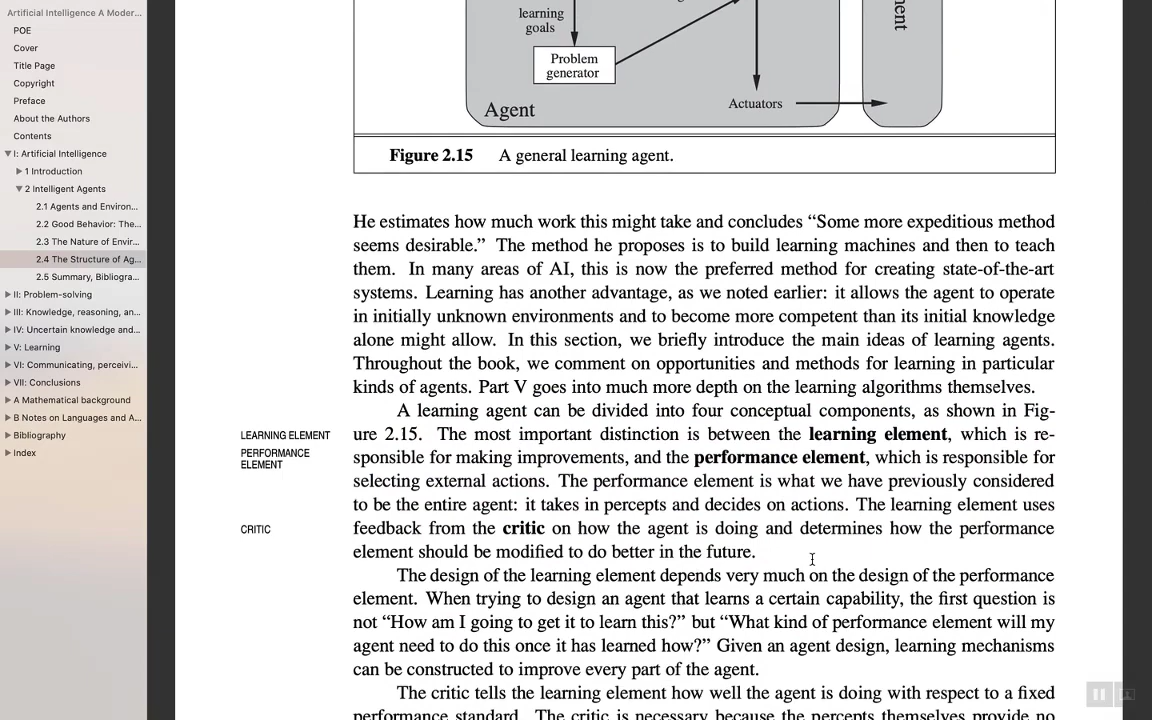 Artificial Intelligence A Moder...
POE
Cover
Title Page
Copyright
Preface
About the Authors
Contents
I: Artificial Intelligence
1 Introduction
2 Intelligent Agents
2.1 Agents and Environ...
2.2 Good Behavior: The...
2.3 The Nature of Envir...
2.4 The Structure of Ag...
2.5 Summary, Bibliogra...
II: Problem-solving
III: Knowledge, reasoning, an...
IV: Uncertain knowledge and...
V: Learning
VI: Communicating, perceivi...
VII: Conclusions
A Mathematical background
B Notes on Languages and A...
Bibliography
Index
learning
goals
Problem
generator
Agent
Actuators
Figure 2.15 A general learning agent.
He estimates how much work this might take and concludes “Some more expeditious method
seems desirable.” The method he proposes is to build learning machines and then to teach
them. In many areas of AI, this is now the preferred method for creating state-of-the-art
systems. Learning has another advantage, as we noted earlier: it allows the agent to operate
in initially unknown environments and to become more competent than its initial knowledge
alone might allow. In this section, we briefly introduce the main ideas of learning agents.
Throughout the book, we comment on opportunities and methods for learning in particular
kinds of agents. Part V goes into much more depth on the learning algorithms themselves.
A learning agent can be divided into four conceptual components, as shown in Fig-
LEARNING ELEMENT
ure 2.15. The most important distinction is between the learning element, which is re-
PERFORMANCE
ELEMENT
sponsible for making improvements, and the performance element, which is responsible for
selecting external actions. The performance element is what we have previously considered
to be the entire agent: it takes in percepts and decides on actions. The learning element uses
CRITIC
feedback from the critic on how the agent is doing and determines how the performance
element should be modified to do better in the future.
The design of the learning element depends very much on the design of the performance
element. When trying to design an agent that learns a certain capability, the first question is
not “How am I going to get it to learn this?” but “What kind of performance element will my
agent need to do this once it has learned how?” Given an agent design, learning mechanisms
can be constructed to improve every part of the agent.
The critic tells the learning element how well the agent is doing with respect to a fixed
performance standard. The critic is necessary because the percepts themselves provide no